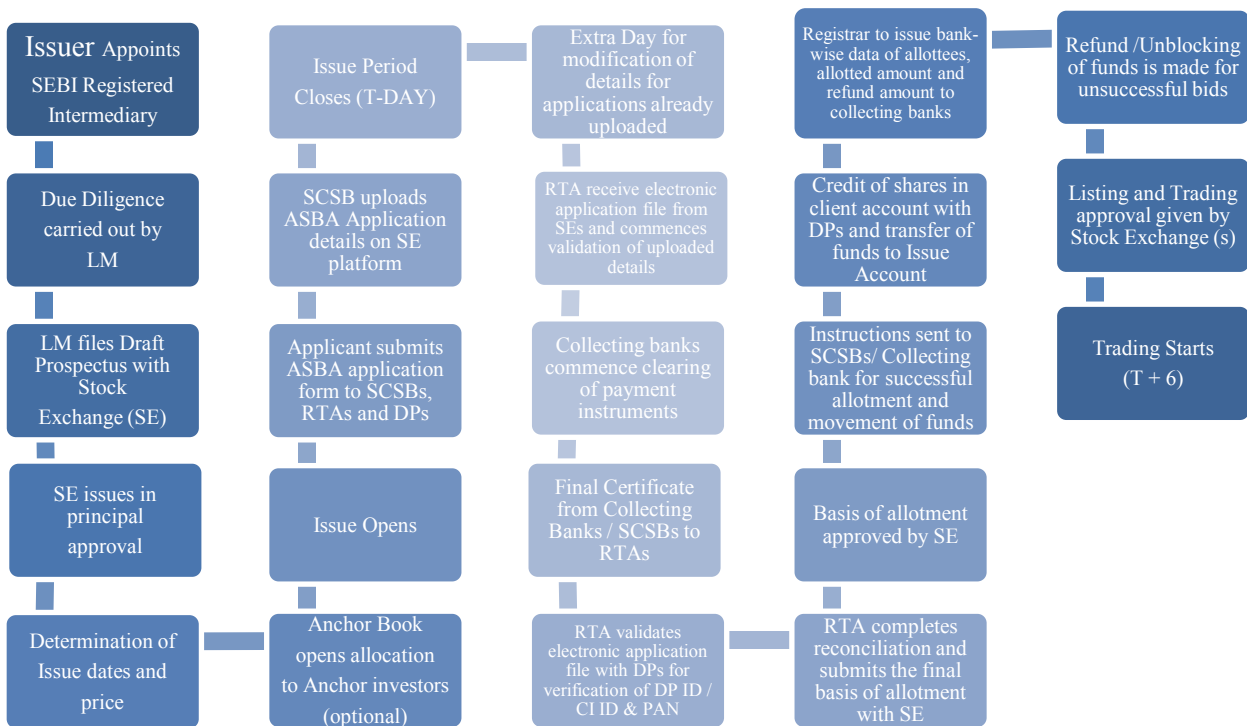 Issuer Appoints
SEBI Registered
Intermediary
Due Diligence
carried out by
LM
LM files Draft
Prospectus with
Stock
Exchange (SE)
SE issues in
principal
approval
Determination of
Issue dates and
price
Anchor Book
opens allocation
to Anchor investors
(optional)
Issue Opens
Applicant submits
ASBA application
form to SCSBs,
RTAs and DPs
SCSB uploads
ASBA Application
details on SE
platform
Issue Period
Closes (T-DAY)
Extra Day for
modification of
details for
applications already
uploaded
RTA receive electronic
application file from
SEs and commences
validation of uploaded
details
Collecting banks
commence clearing
of payment
instruments
Final Certificate
from Collecting
Banks / SCSBs to
RTAs
RTA validates
electronic application
file with DPs for
verification of DP ID /
CI ID & PAN
RTA completes
reconciliation and
submits the final
basis of allotment
with SE
Basis of allotment
approved by SE
Instructions sent to
SCSBs/ Collecting
bank for successful
allotment and
movement of funds
Credit of shares in
client account with
DPs and transfer of
funds to Issue
Account
Registrar to issue bank-
wise data of allottees,
allotted amount and
refund amount to
collecting banks
Refund /Unblocking
of funds is made for
unsuccessful bids
Listing and Trading
approval given by
Stock Exchange (s)
Trading Starts
(T + 6)